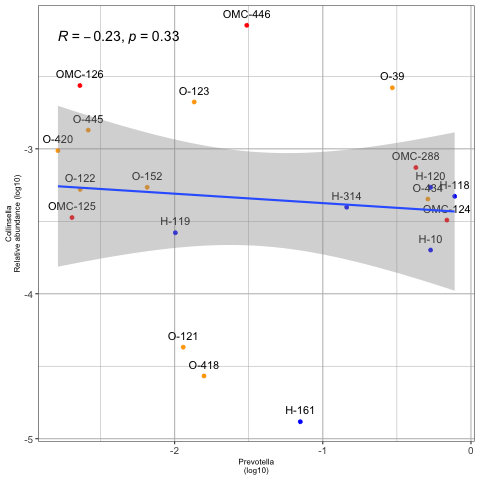 OMC-446
R = −0.23, p = 0.33
OMC-126
O-39
O-123
O-445
O-420
-3
OMC-288
O-122
O-152
H-120
O-434
H-118
H-314
OMC-125
OMC-124
H-119
H-10
-4
O-121
O-418
H-161
-5
-2
-1
0
Collinsella
Relative abundance (log10)
Prevotella
(log10)